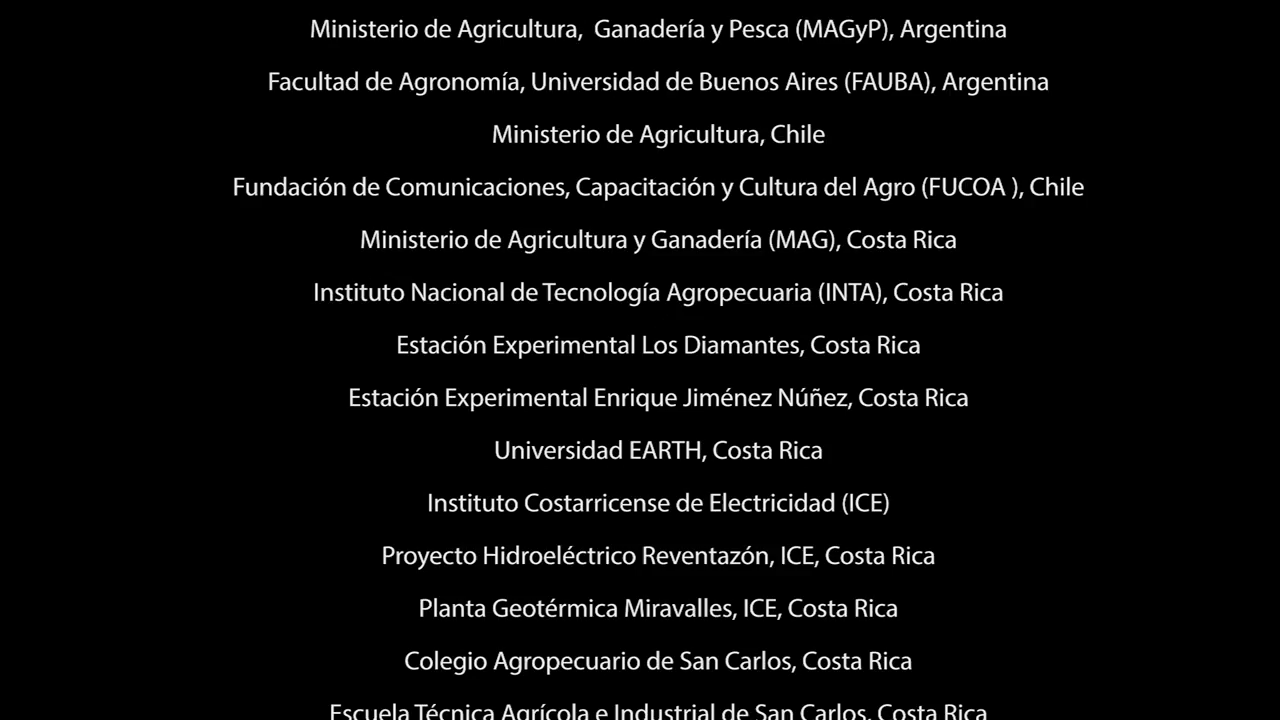 Ministerio de Agricultura,  Ganadería y Pesca (MAGyP), Argentina
Facultad de Agronomía, Universidad de Buenos Aires (FAUBA), Argentina
Ministerio de Agricultura, Chile
Fundación de Comunicaciones, Capacitación y Cultura del Agro (FUCOA ), Chile
Ministerio de Agricultura y Ganadería (MAG), Costa Rica
Instituto Nacional de Tecnología Agropecuaria (INTA), Costa Rica
Estación Experimental Los Diamantes, Costa Rica
Estación Experimental Enrique Jiménez Núñez, Costa Rica
Universidad EARTH, Costa Rica
Instituto Costarricense de Electricidad (ICE)
Proyecto Hidroeléctrico Reventazón, ICE, Costa Rica
Planta Geotérmica Miravalles, ICE, Costa Rica
Colegio Agropecuario de San Carlos, Costa Rica
Escuela Técnica Agrícola e Industrial de San Carlos, Costa Rica